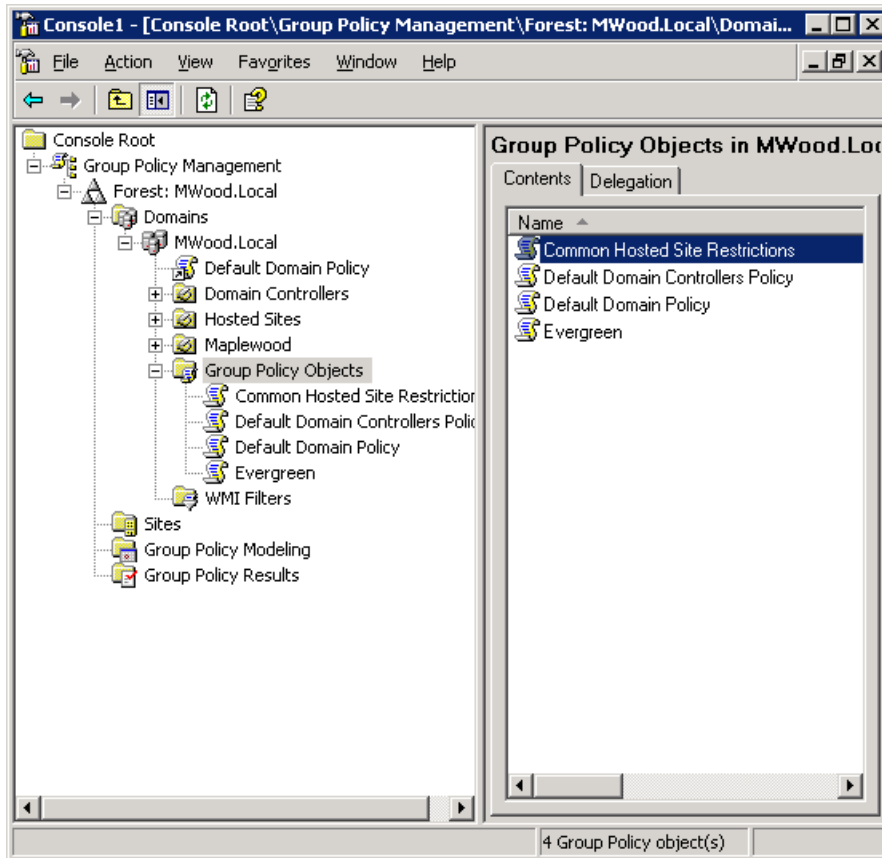 Console1 - [Console Root\Group Policy Management\Forest: MWood.Local\Domai...
File Action View Favorites Window Help
Console Root
Group Policy Management
Forest: MWood.Local
Domains
MWood.Local
Default Domain Policy
Domain Controllers
Hosted Sites
Maplewood
Group Policy Objects
Common Hosted Site Restriction
Default Domain Controllers Polic
Default Domain Policy
Evergreen
WMI Filters
Sites
Group Policy Modeling
Group Policy Results
Group Policy Objects in MWood.Loc
Contents Delegation
Name
Common Hosted Site Restrictions
Default Domain Controllers Policy
Default Domain Policy
Evergreen
4 Group Policy object(s)